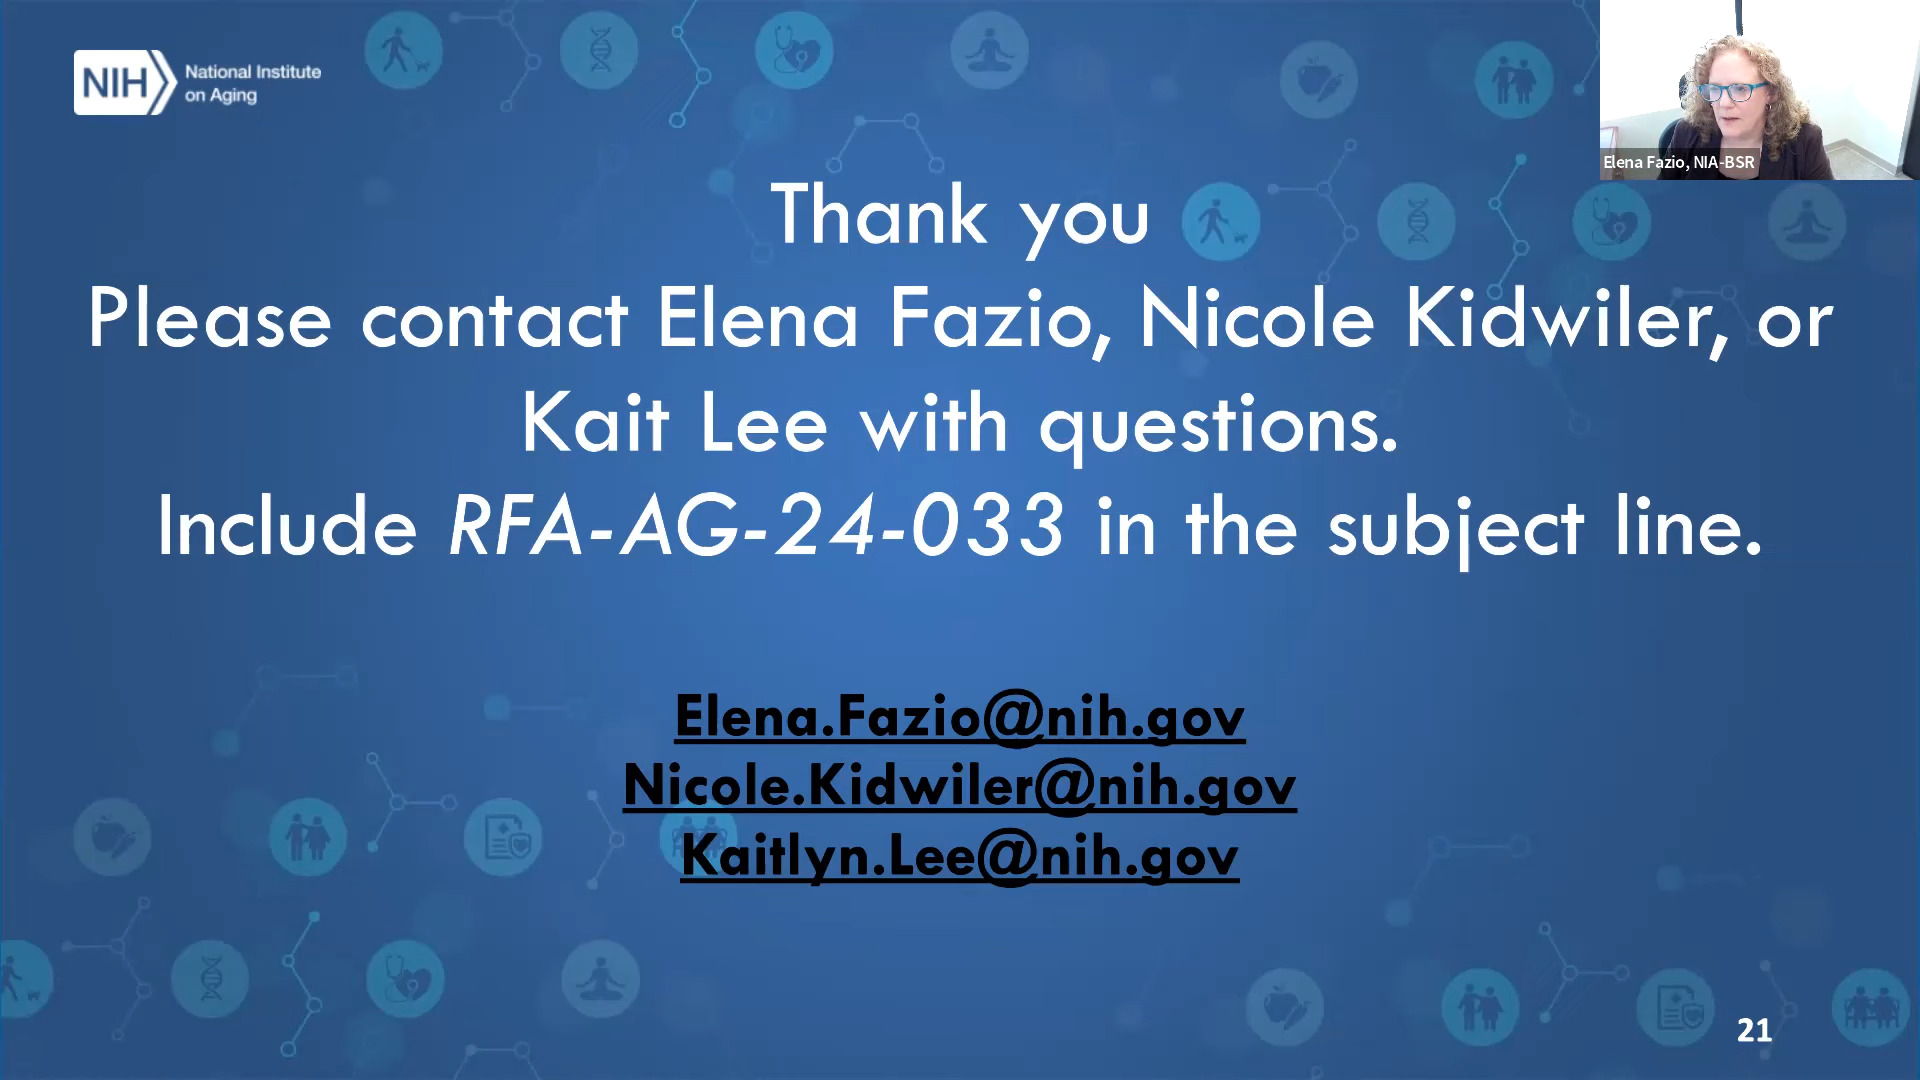 NIH National Institute
on Aging
Elena Fazio, NIA-BSR
Thank you
Please contact Elena Fazio, Nicole Kidwiler, or
Kait Lee with questions.
Include RFA-AG-24-033 in the subject line.
Elena.Fazio@nih.gov
Nicole.Kidwiler@nih.gov
Kaitlyn.Lee@nih.gov
21